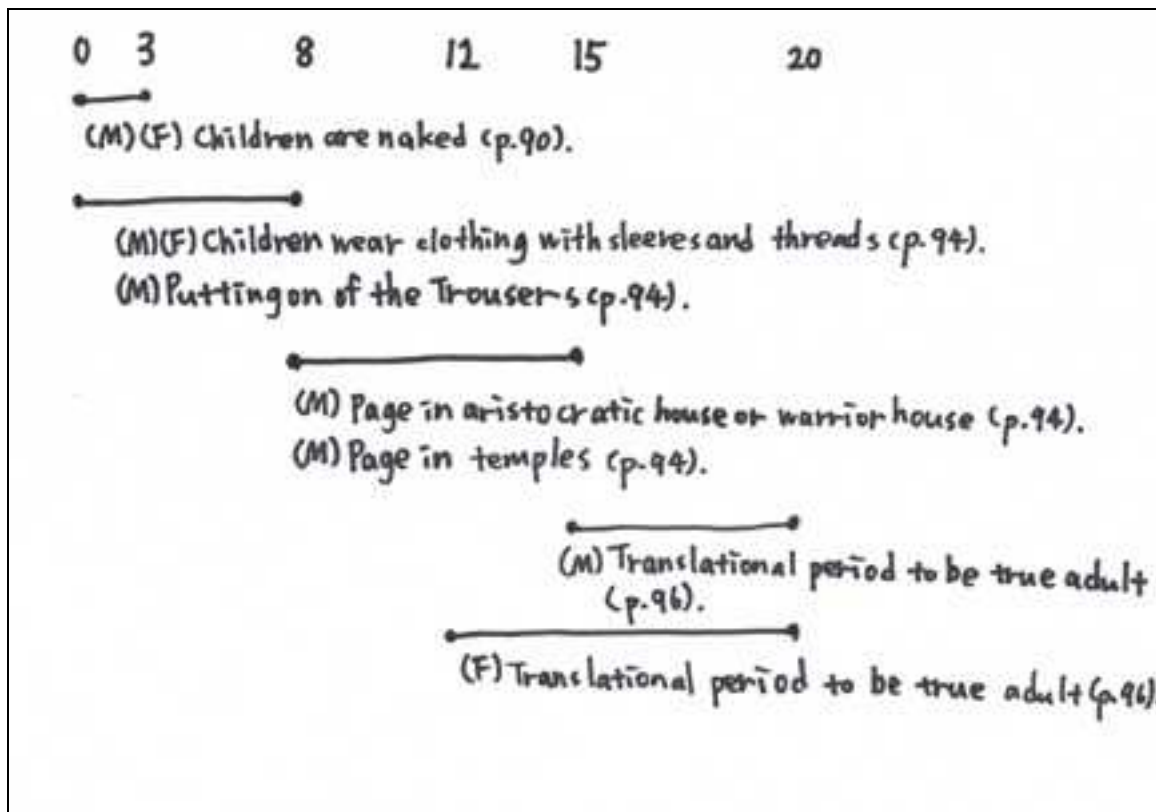 0 3 8 12 15 20
(M)(F) Children are naked (p.90).
(M)(F) Children wear clothing with sleeves and threads (p.94).
(M) Putting on of the Trousers (p.94).
(M) Page in aristocratic house or warrior house (p.94).
(M) Page in temples (p.94).
(M) Translational period to be true adult
(p.96).
(F) Translational period to be true adult (p.96).